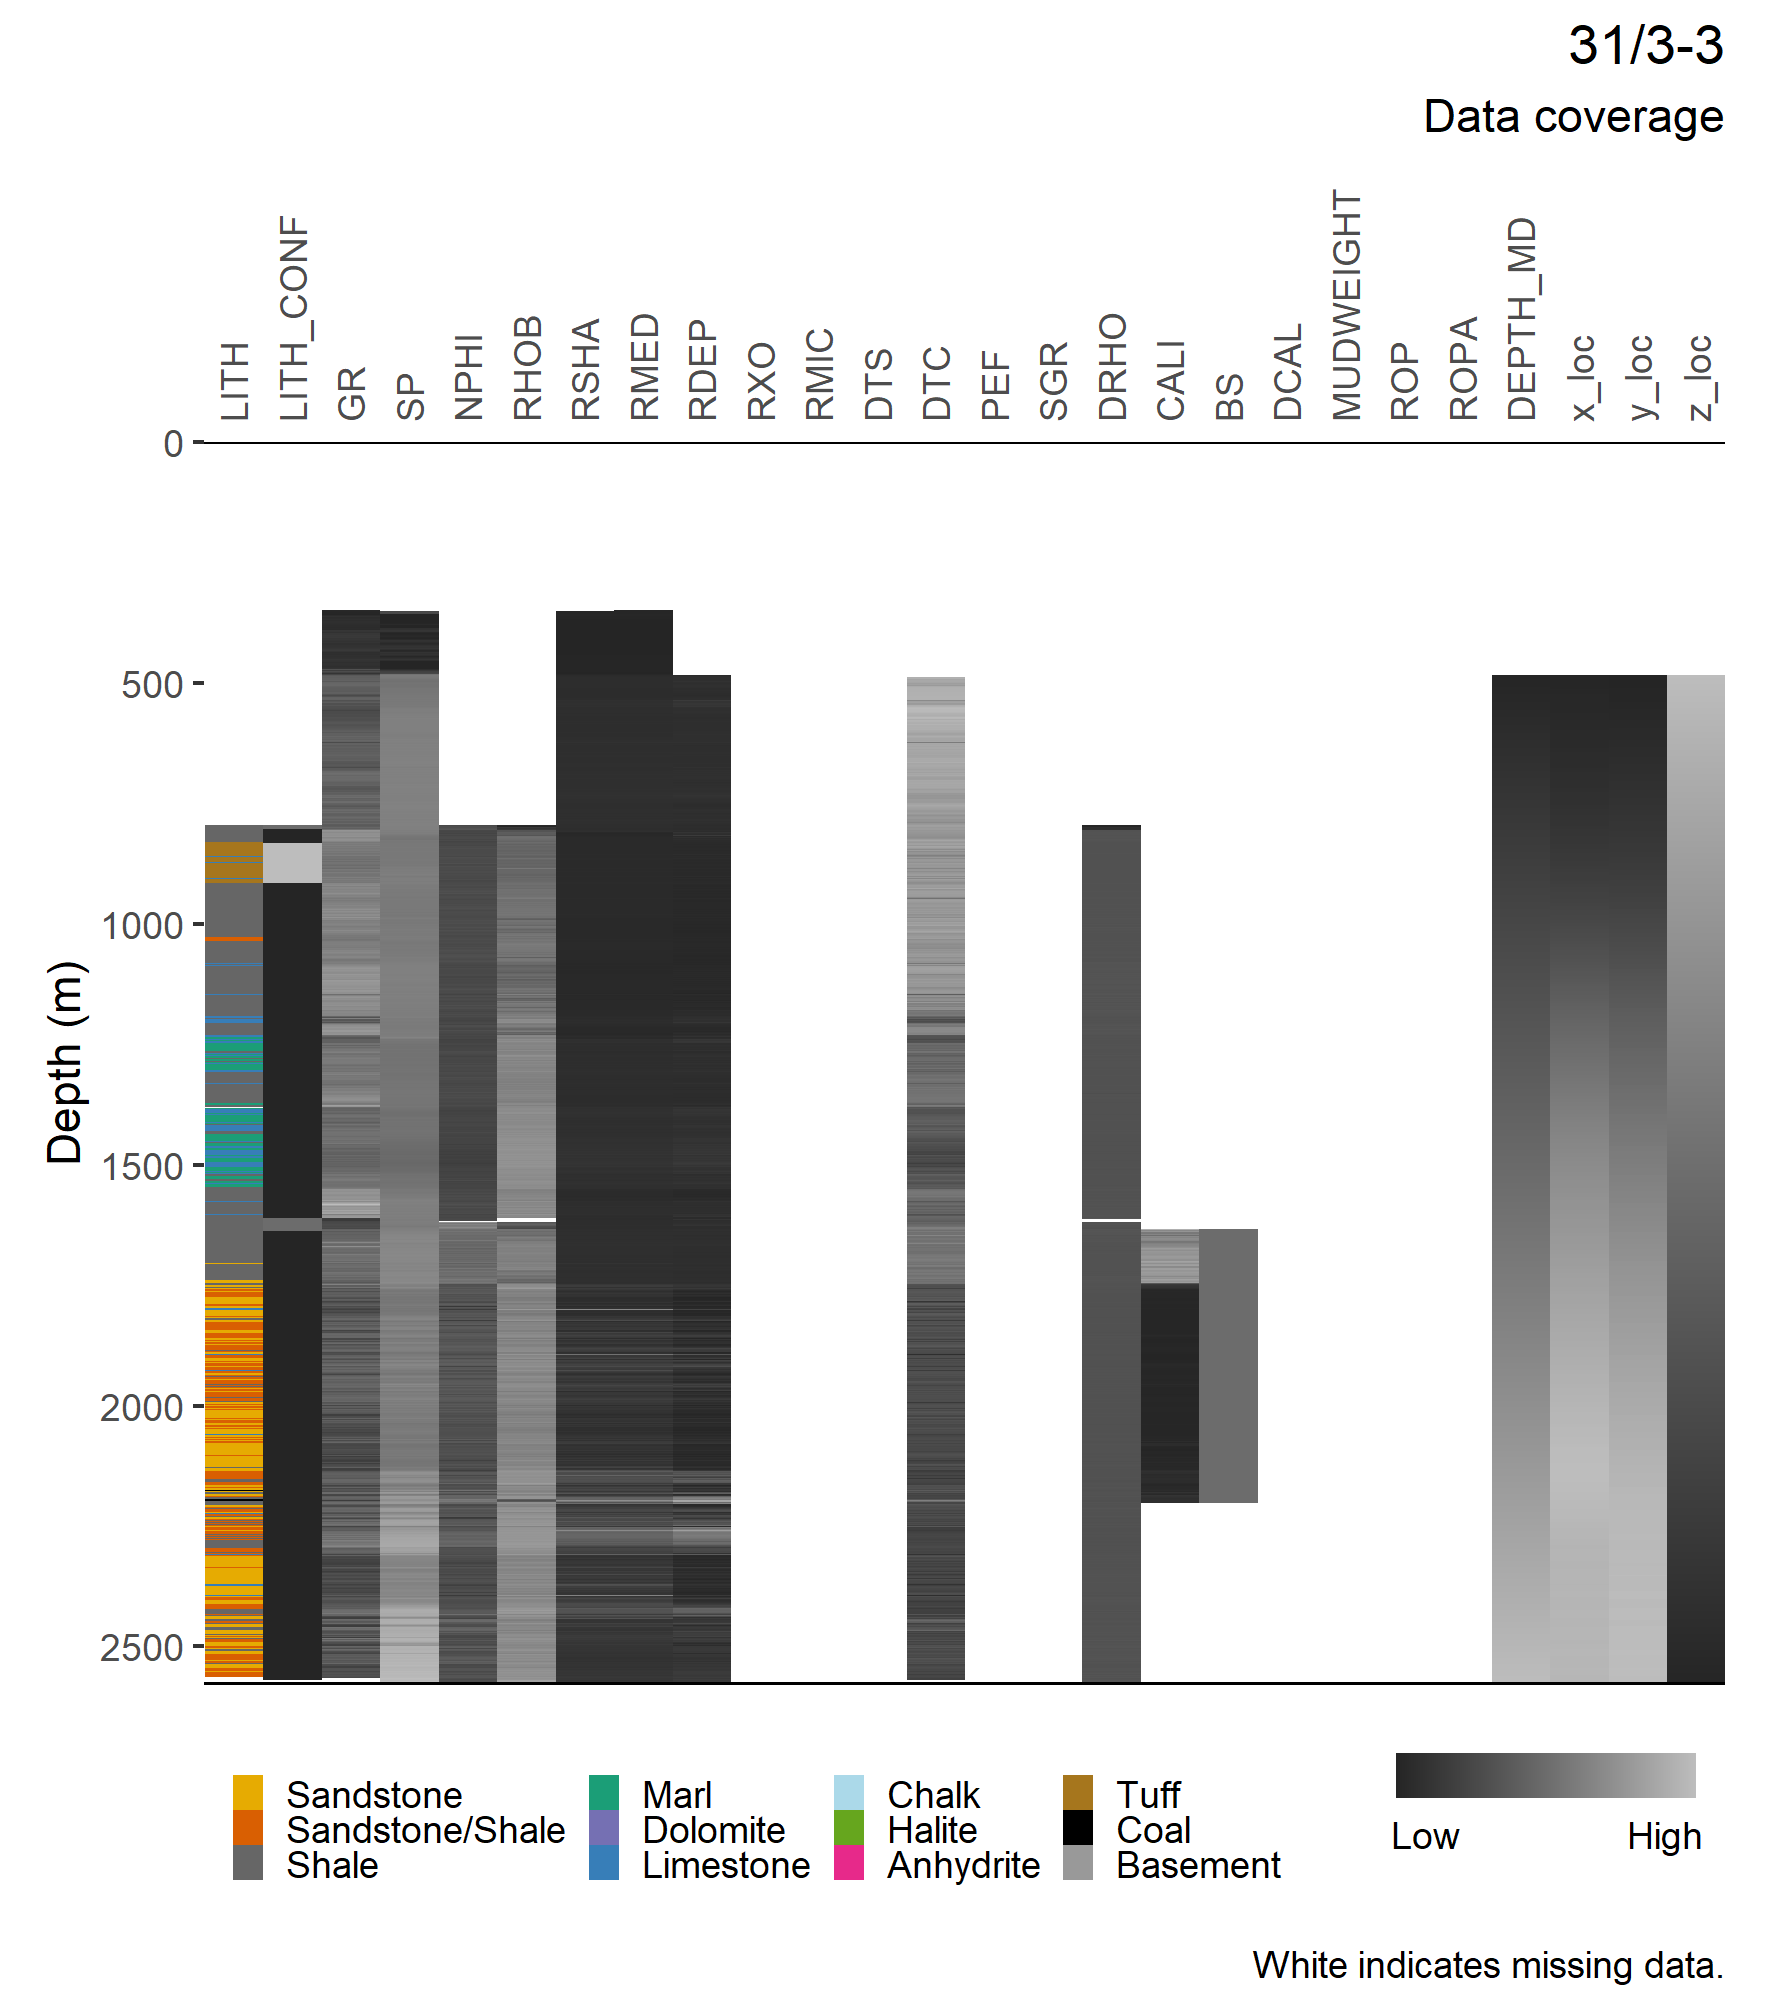 31/3-3
Data coverage
LITH
LITH_CONF
GR
SP
NPHI
RHOB
RSHA
RMED
RDEP
RXO
RMIC
DTS
DTC
PEF
SGR
DRHO
CALI
BS
DCAL
MUDWEIGHT
ROP
ROPA
DEPTH_MD
x_loc
y_loc
z_loc
0
500
1000
1500
2000
2500
Depth (m)
Sandstone
Sandstone/Shale
Shale
Marl
Dolomite
Limestone
Chalk
Halite
Anhydrite
Tuff
Coal
Basement
Low High
White indicates missing data.